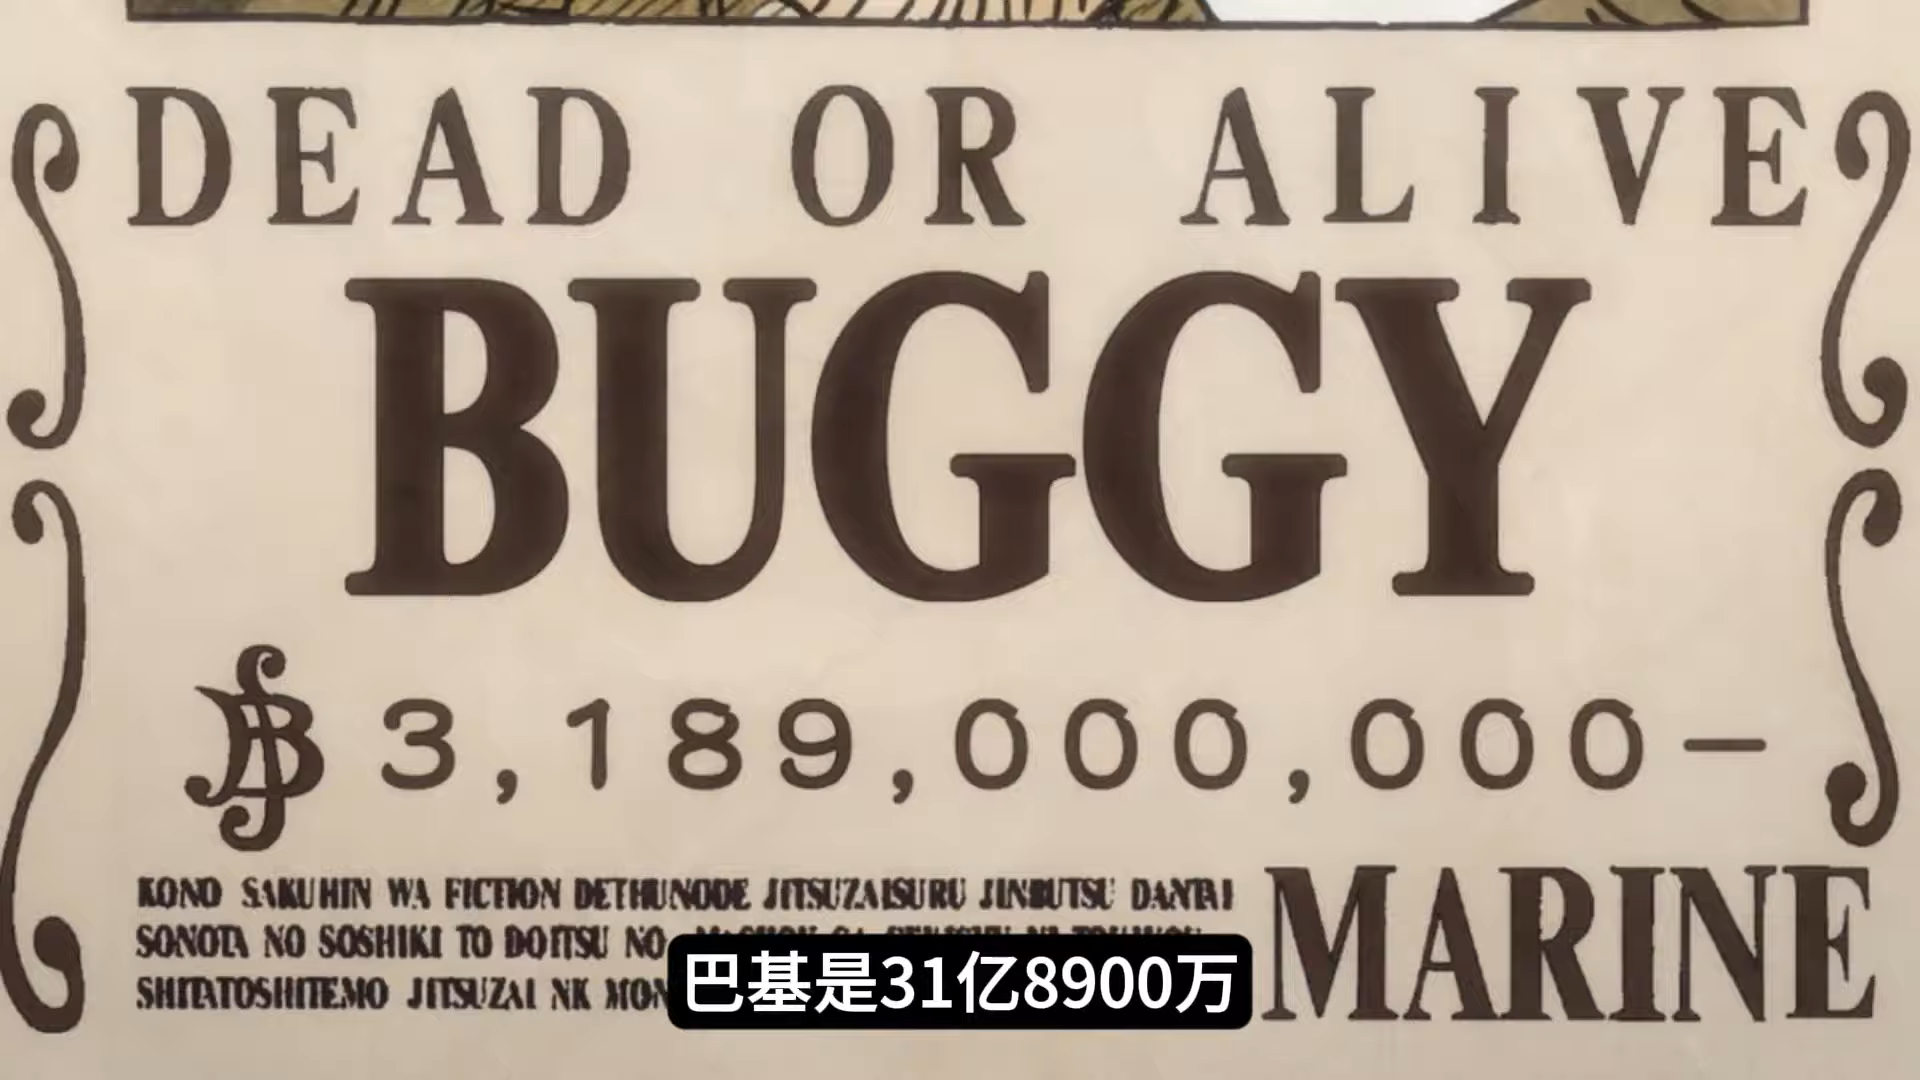 DEAD OR ALIVE
BUGGY
3,189,000,000-
KONO SAKUHIN WA FICTION DETHUNODE JITSUZAISURU JINBUTSU DANTAI
SONOTA NO SOSHIKI TO DOITSU NO
SHITATOSHITEMO JITSUZAI NK MON
MARINE
巴基是31亿8900万